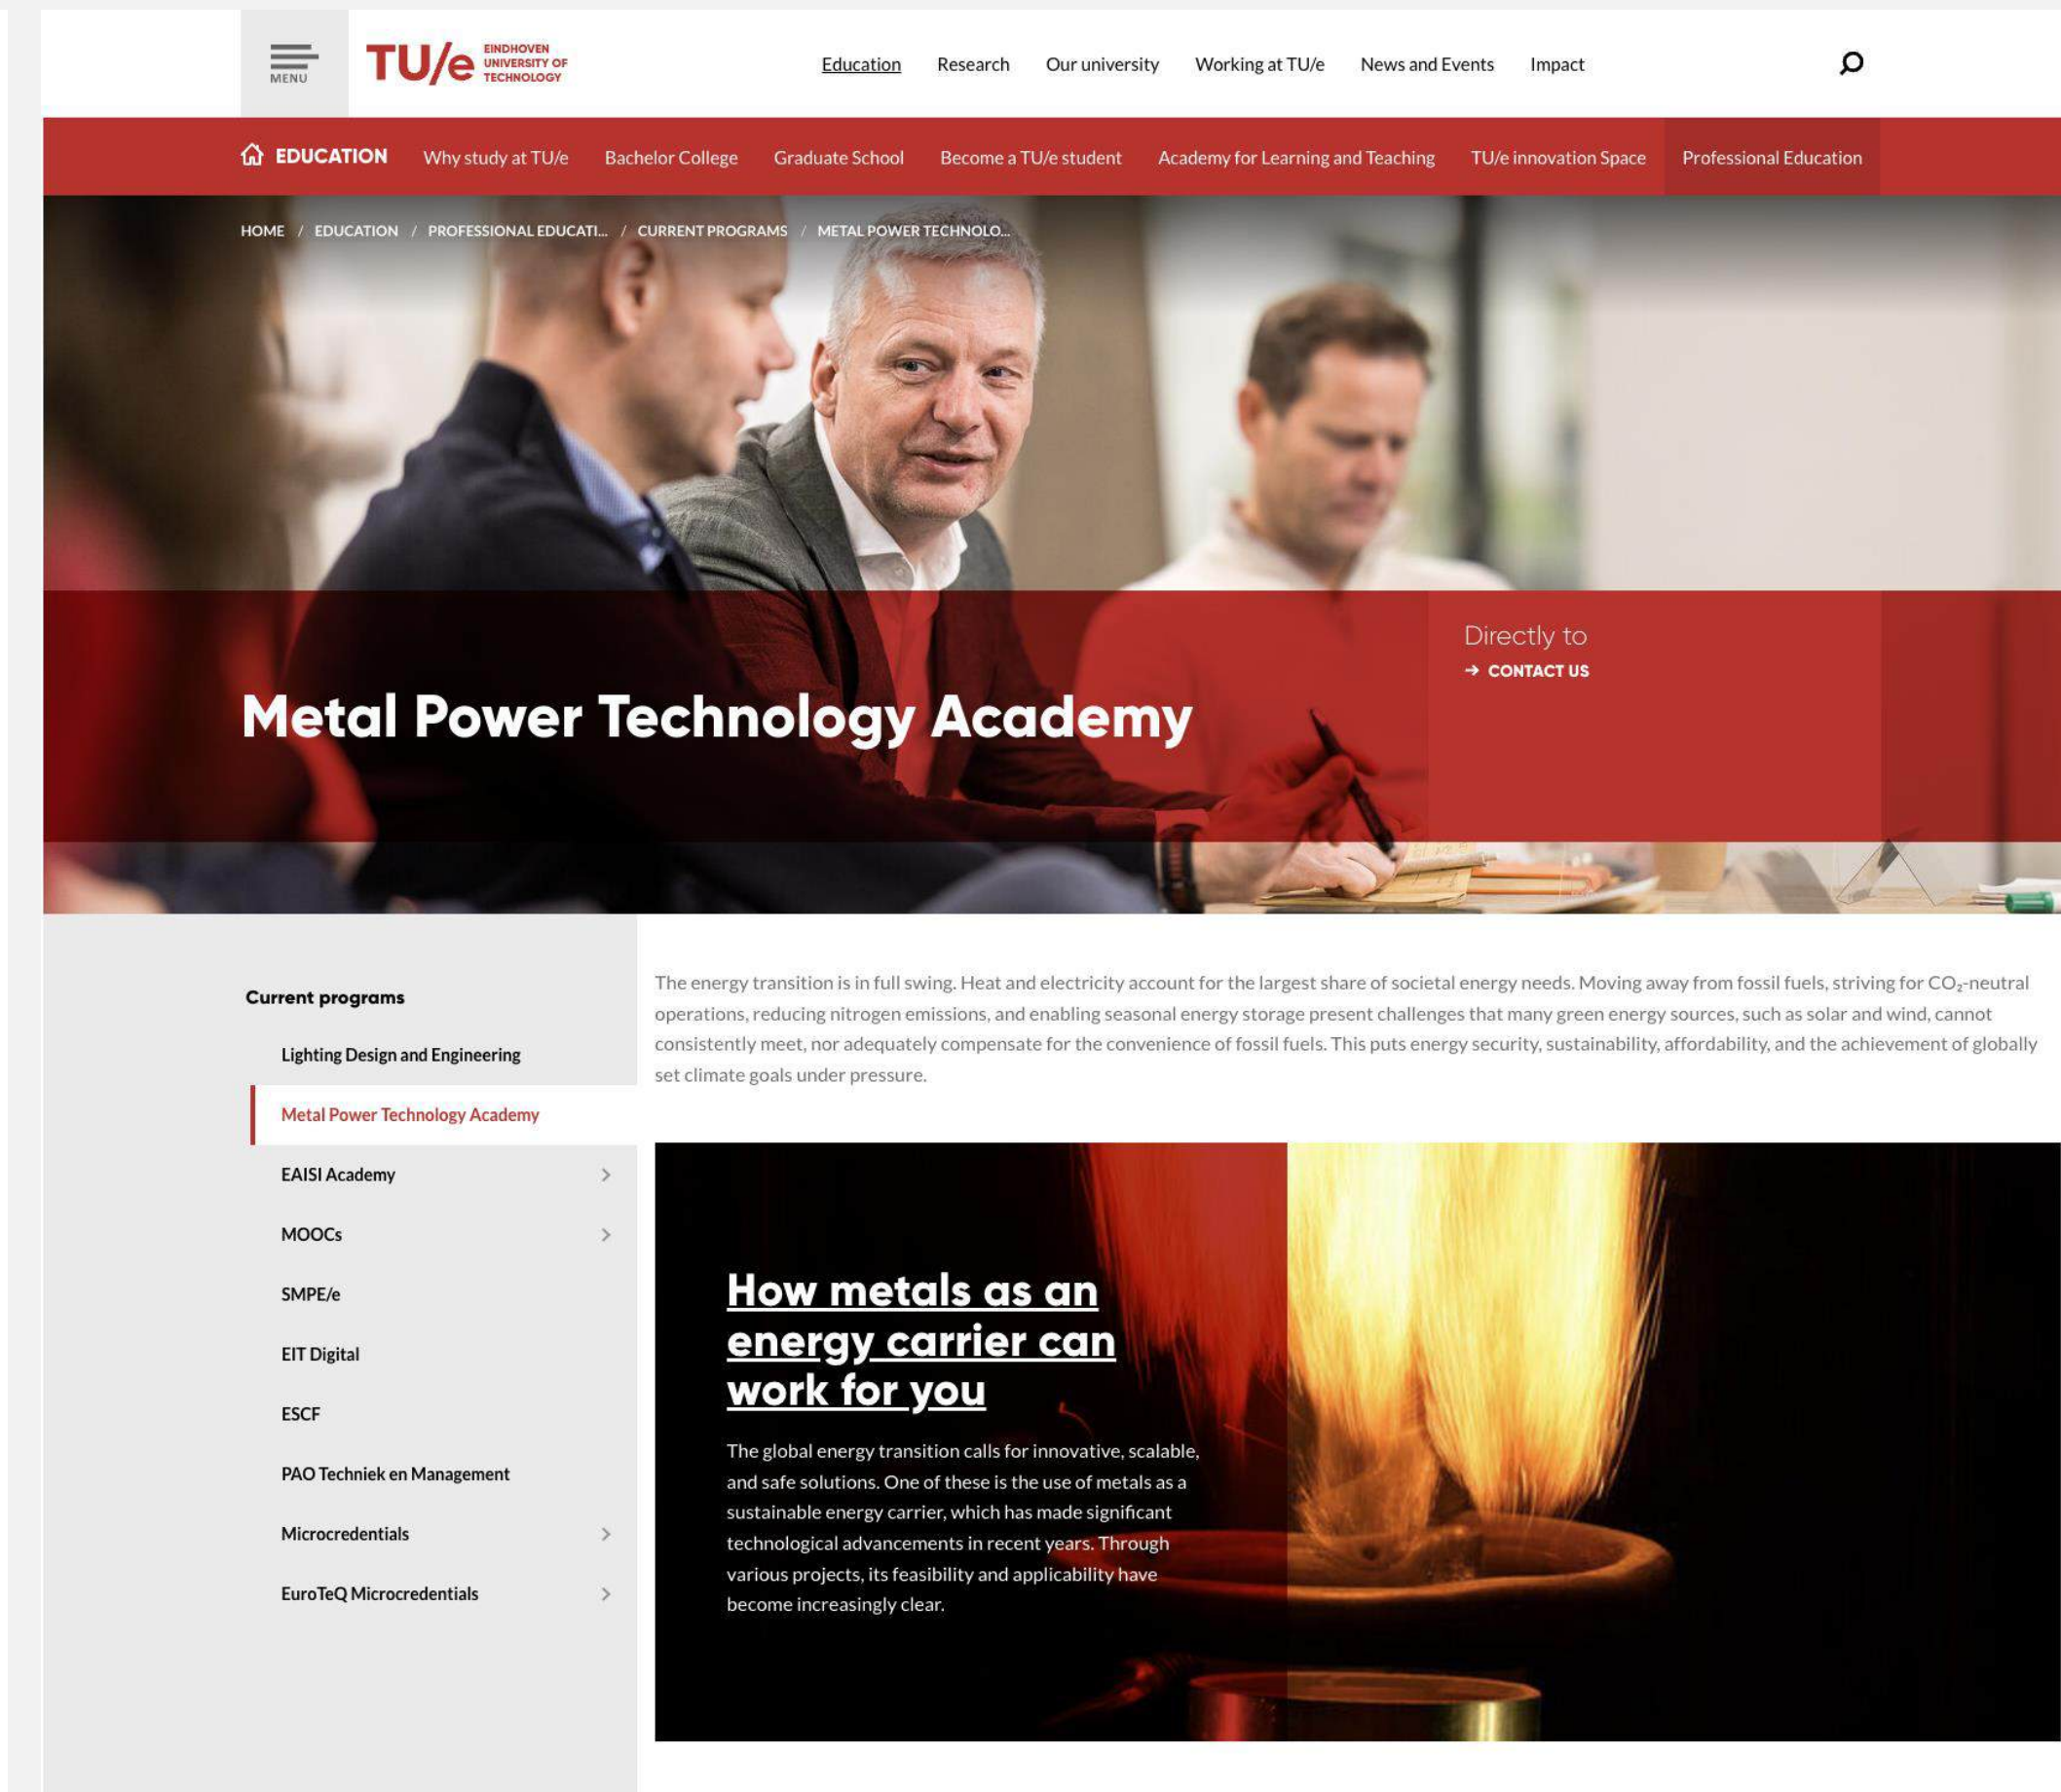 MENU
TU/e
EINDHOVEN
UNIVERSITY OF
TECHNOLOGY
Education Research Our university Working at TU/e News and Events Impact
EDUCATION Why study at TU/e Bachelor College Graduate School Become a TU/e student Academy for Learning and Teaching TU/e innovation Space Professional Education
HOME / EDUCATION / PROFESSIONAL EDUCATI... / CURRENT PROGRAMS / METAL POWER TECHNOLO...
Directly to
→ CONTACT US
Metal Power Technology Academy
Current programs
Lighting Design and Engineering
Metal Power Technology Academy
EAISI Academy
MOOCs
SMPE/e
EIT Digital
ESCF
PAO Techniek en Management
Microcredentials
EuroTeQ Microcredentials
The energy transition is in full swing. Heat and electricity account for the largest share of societal energy needs. Moving away from fossil fuels, striving for CO₂-neutral
operations, reducing nitrogen emissions, and enabling seasonal energy storage present challenges that many green energy sources, such as solar and wind, cannot
consistently meet, nor adequately compensate for the convenience of fossil fuels. This puts energy security, sustainability, affordability, and the achievement of globally
set climate goals under pressure.
How metals as an
energy carrier can
work for you
The global energy transition calls for innovative, scalable,
and safe solutions. One of these is the use of metals as a
sustainable energy carrier, which has made significant
technological advancements in recent years. Through
various projects, its feasibility and applicability have
become increasingly clear.